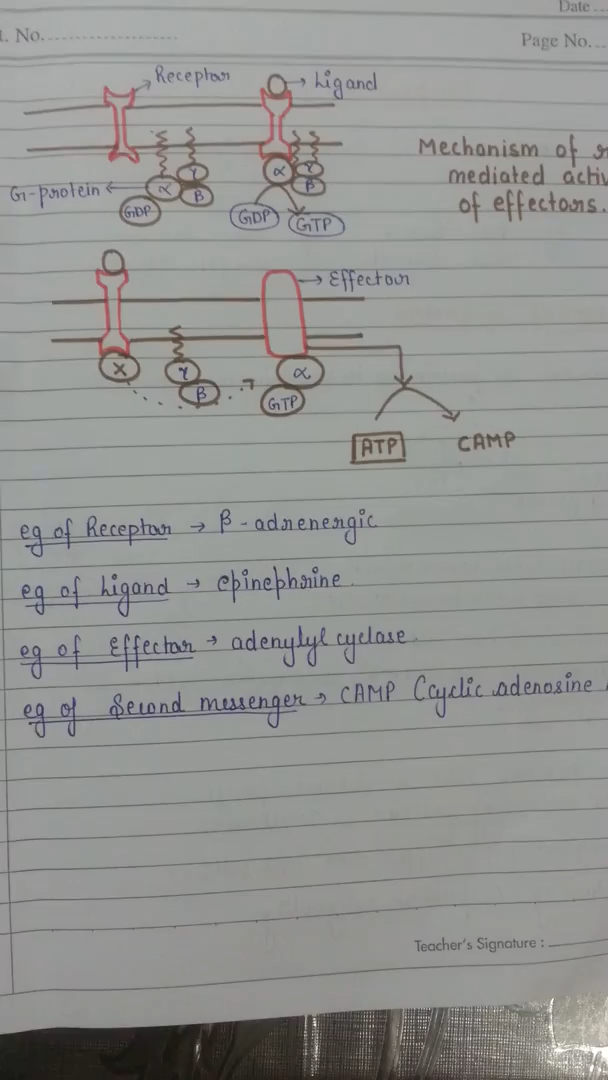 Date
. No.
Page No.
Receptor
Ligand
α γ β
G-protein
GDP
α γ β
GDP
GTP
Mechanism of
mediated
of effectors.
Effector
X
γ
β
α
GTP
ATP
CAMP
eg of Receptor → β-adrenergic
eg of Ligand → epinephrine.
eg of Effector → adenylyl cyclase.
eg of Second messenger → CAMP (cyclic adenosine
Teacher's Signature :